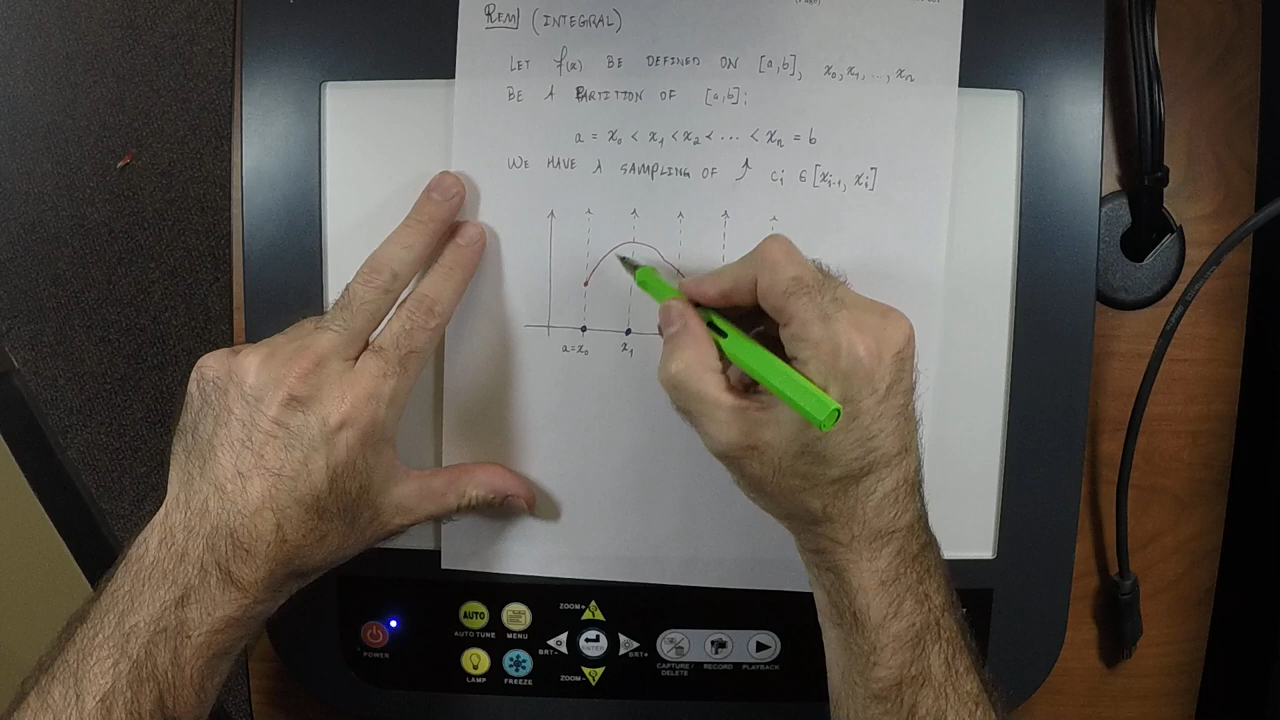 REM (INTEGRAL)
LET f(x) BE DEFINED ON [a,b], x₀, x₁, ..., xₙ
BE A PARTITION OF [a,b]:
a = x₀ < x₁ < x₂ < ... < xₙ = b
WE HAVE A SAMPLING OF f cᵢ ∈ [xᵢ₋₁, xᵢ]
a=x₀ x₁
AUTO
AUTO TUNE
MENU
ZOOM+
POWER
BRT-
ENTER
BRT+
CAPTURE / DELETE
RECORD
PLAYBACK
LAMP
FREEZE
ZOOM-